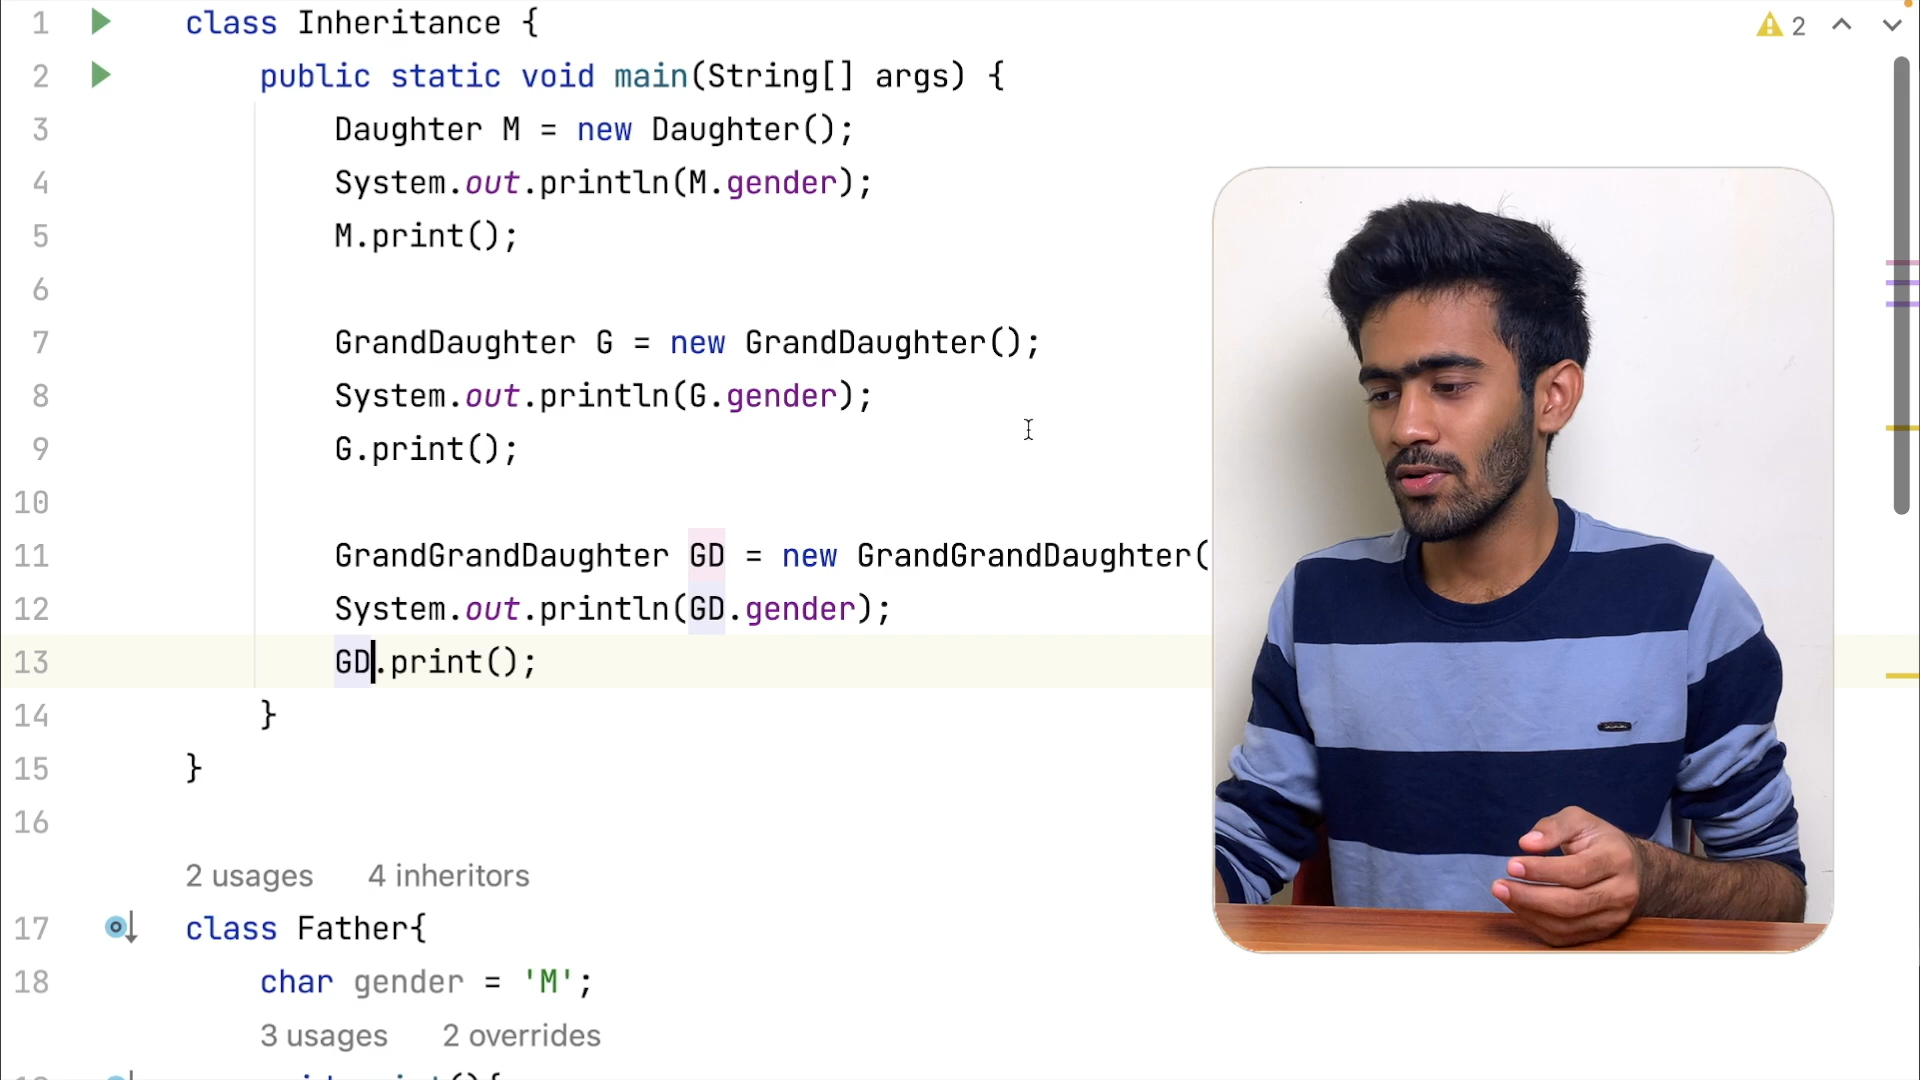 2
1 class Inheritance {
2 public static void main(String[] args) {
3 Daughter M = new Daughter();
4 System.out.println(M.gender);
5 M.print();
6
7 GrandDaughter G = new GrandDaughter();
8 System.out.println(G.gender);
9 G.print();
10
11 GrandGrandDaughter GD = new GrandGrandDaughter(
12 System.out.println(GD.gender);
13 GD.print();
14 }
15 }
16
2 usages 4 inheritors
17 class Father{
18 char gender = 'M';
3 usages 2 overrides